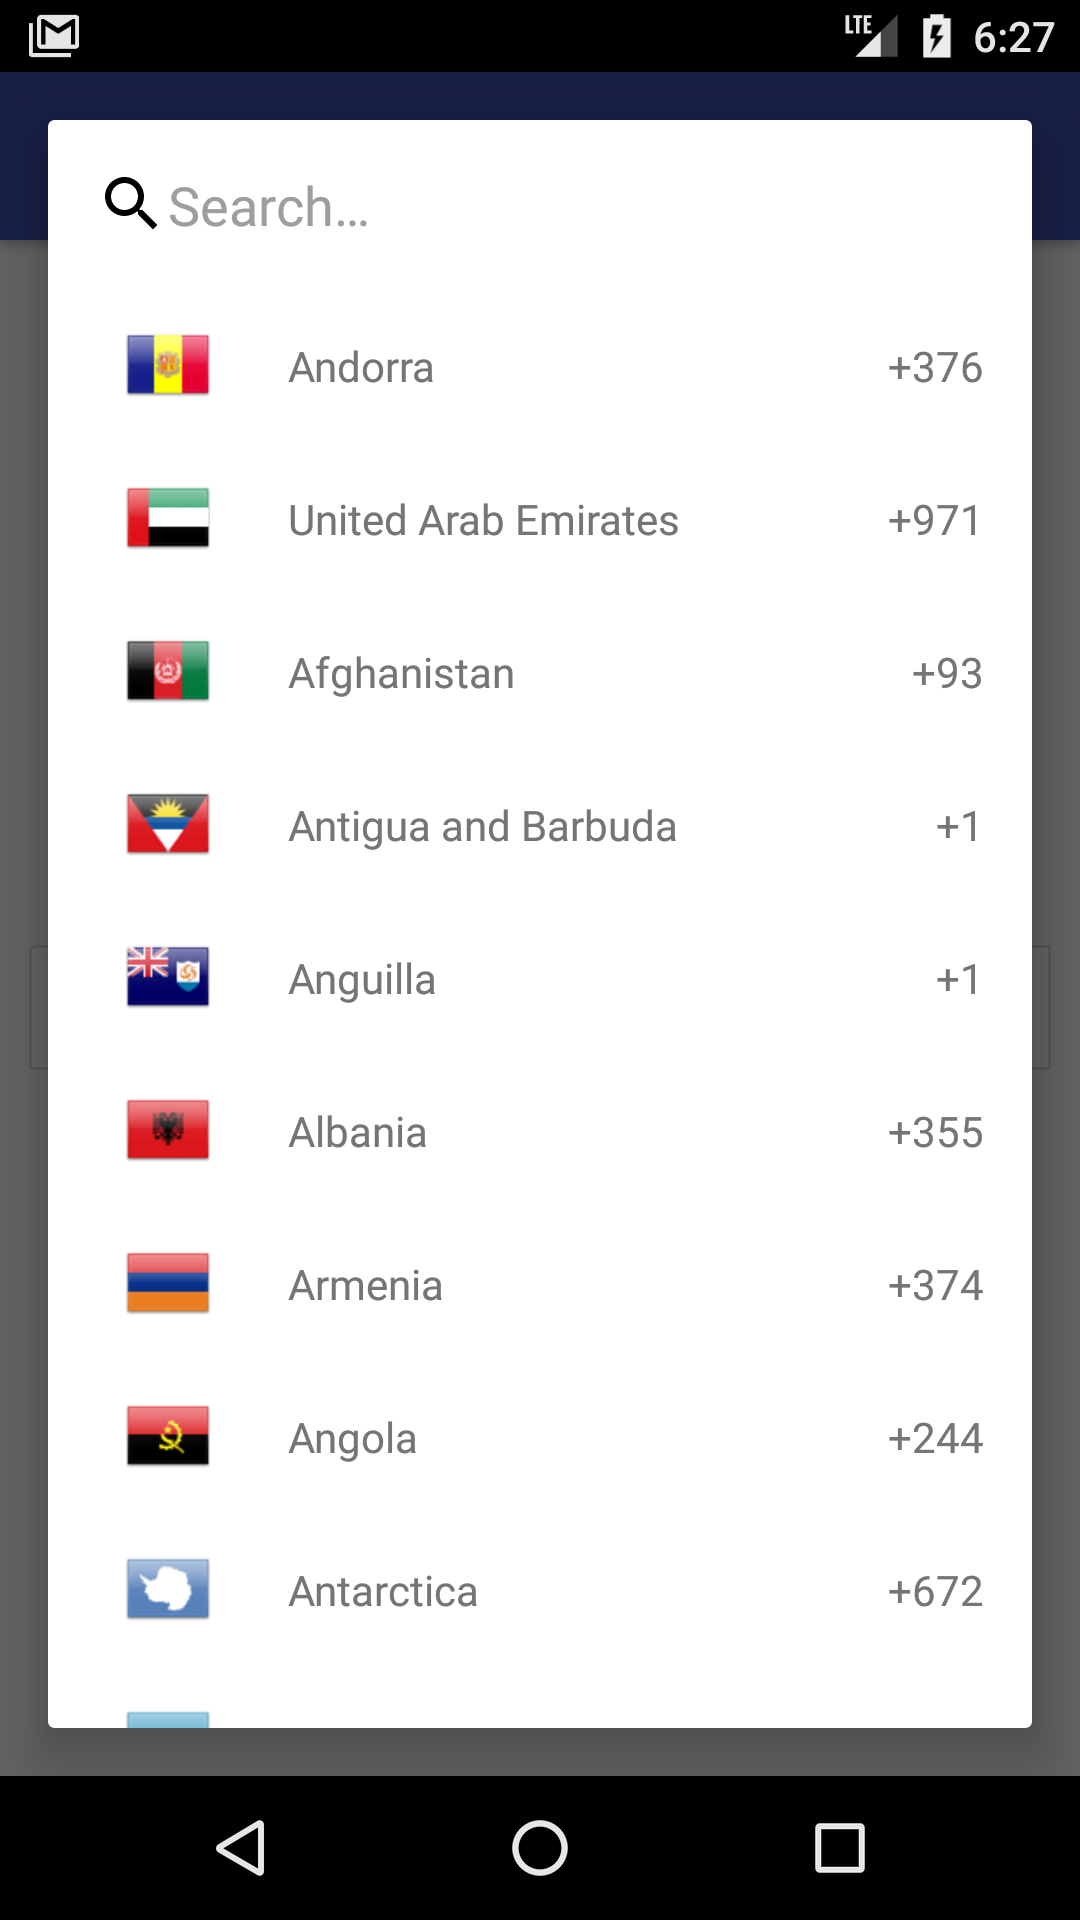 LTE 6:27
Search...
Andorra +376
United Arab Emirates +971
Afghanistan +93
Antigua and Barbuda +1
Anguilla +1
Albania +355
Armenia +374
Angola +244
Antarctica +672